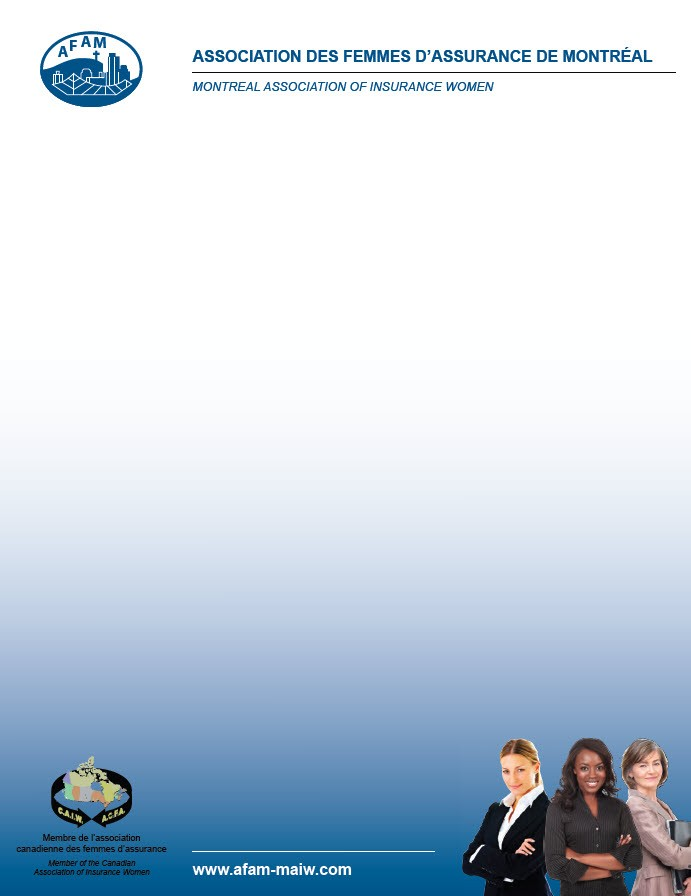 AFAM
ASSOCIATION DES FEMMES D’ASSURANCE DE MONTRÉAL
MONTREAL ASSOCIATION OF INSURANCE WOMEN
C.A.I.W. A.C.F.A.
Membre de l’association
canadienne des femmes d’assurance
Member of the Canadian
Association of Insurance Women
www.afam-maiw.com